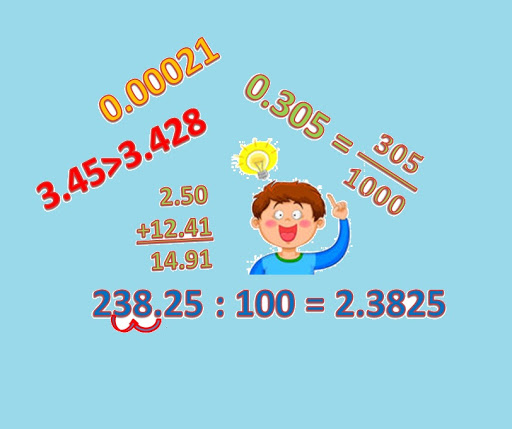 0.00021
3.45>3.428
0.305 = 305/1000
2.50
+12.41
14.91
238.25 : 100 = 2.3825